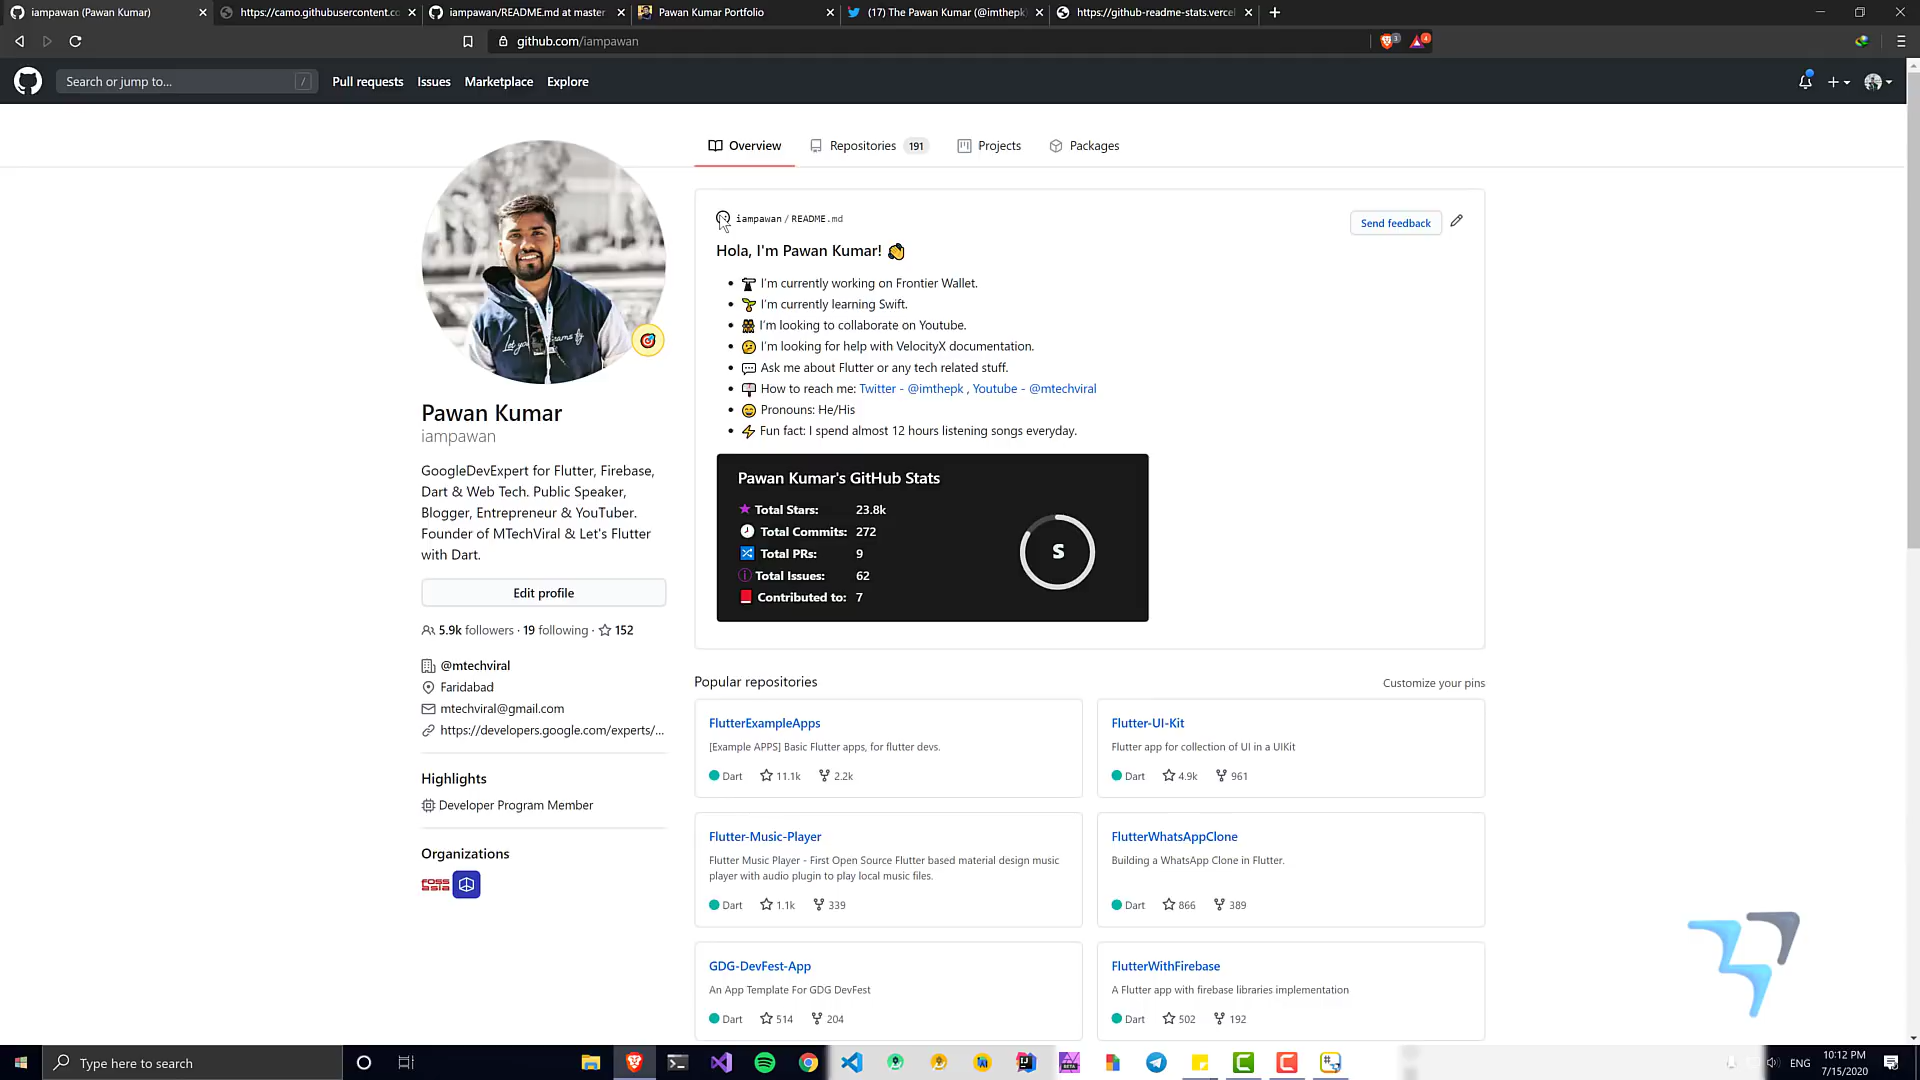 iampawan (Pawan Kumar)
https://camo.githubusercontent.c
iampawan/README.md at master
Pawan Kumar Portfolio
(17) The Pawan Kumar (@imthepk)
https://github-readme-stats.vercel
github.com/iampawan
Search or jump to...
/
Pull requests
Issues
Marketplace
Explore
Overview
Repositories 191
Projects
Packages
iampawan / README.md
Send feedback
Hola, I'm Pawan Kumar!
I'm currently working on Frontier Wallet.
I'm currently learning Swift.
I'm looking to collaborate on Youtube.
I'm looking for help with VelocityX documentation.
Ask me about Flutter or any tech related stuff.
How to reach me: Twitter - @imthepk , Youtube - @mtechviral
Pronouns: He/His
Fun fact: I spend almost 12 hours listening songs everyday.
Pawan Kumar's GitHub Stats
Total Stars: 23.8k
Total Commits: 272
Total PRs: 9
Total Issues: 62
Contributed to: 7
S
Pawan Kumar
iampawan
GoogleDevExpert for Flutter, Firebase,
Dart & Web Tech. Public Speaker,
Blogger, Entrepreneur & YouTuber.
Founder of MTechViral & Let's Flutter
with Dart.
Edit profile
5.9k followers · 19 following · 152
@mtechviral
Faridabad
mtechviral@gmail.com
https://developers.google.com/experts/...
Highlights
Developer Program Member
Organizations
FOSS
ASIA
Popular repositories
Customize your pins
FlutterExampleApps
[Example APPS] Basic Flutter apps, for flutter devs.
Dart 11.1k 2.2k
Flutter-UI-Kit
Flutter app for collection of UI in a UIKit
Dart 4.9k 961
Flutter-Music-Player
Flutter Music Player - First Open Source Flutter based material design music
player with audio plugin to play local music files.
Dart 1.1k 339
FlutterWhatsAppClone
Building a WhatsApp Clone in Flutter.
Dart 866 389
GDG-DevFest-App
An App Template For GDG DevFest
Dart 514 204
FlutterWithFirebase
A Flutter app with firebase libraries implementation
Dart 502 192
Type here to search
ENG
10:12 PM
7/15/2020